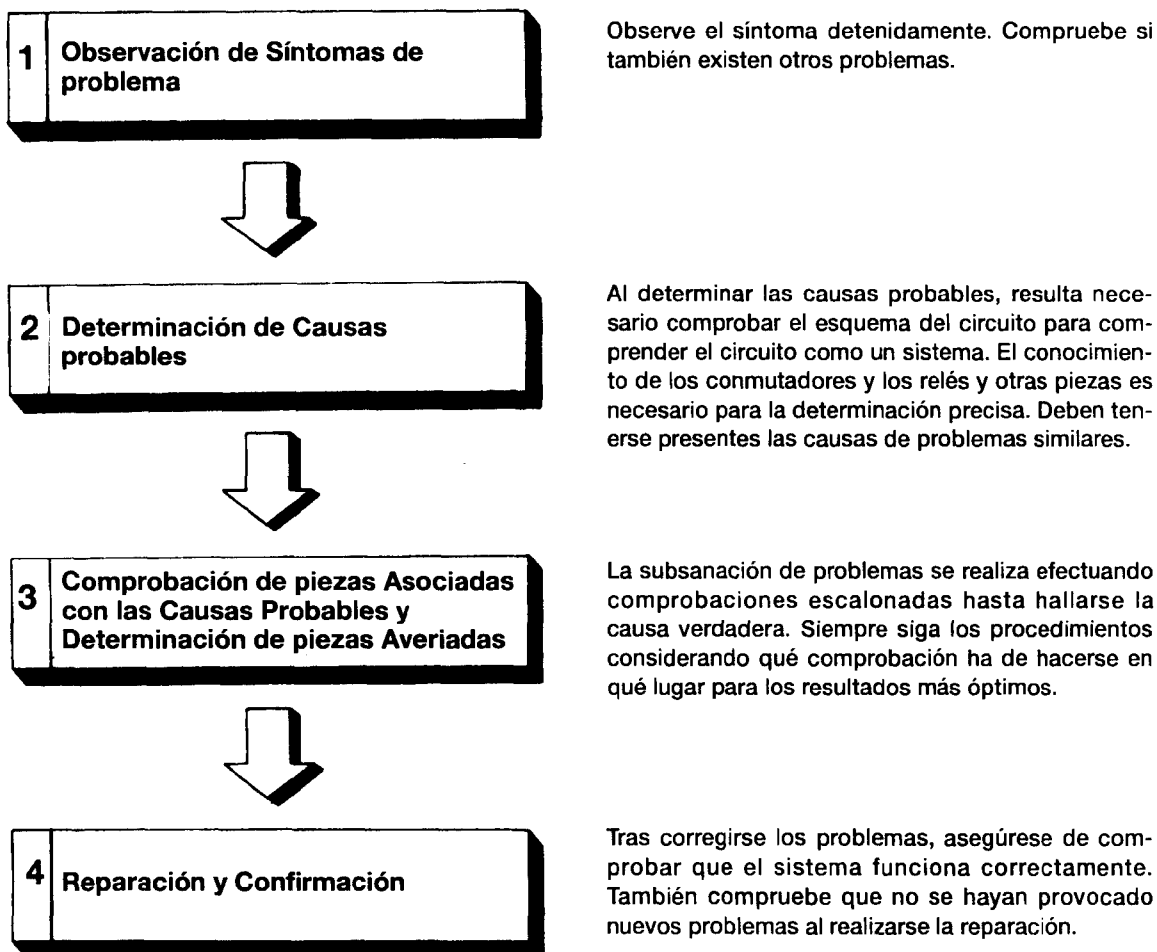 1
Observación de Síntomas de
problema
Observe el síntoma detenidamente. Compruebe si
también existen otros problemas.
2
Determinación de Causas
probables
Al determinar las causas probables, resulta nece-
sario comprobar el esquema del circuito para com-
prender el circuito como un sistema. El conocimien-
to de los conmutadores y los relés y otras piezas es
necesario para la determinación precisa. Deben ten-
erse presentes las causas de problemas similares.
3
Comprobación de piezas Asociadas
con las Causas Probables y
Determinación de piezas Averiadas
La subsanación de problemas se realiza efectuando
comprobaciones escalonadas hasta hallarse la
causa verdadera. Siempre siga los procedimientos
considerando qué comprobación ha de hacerse en
qué lugar para los resultados más óptimos.
4
Reparación y Confirmación
Tras corregirse los problemas, asegúrese de com-
probar que el sistema funciona correctamente.
También compruebe que no se hayan provocado
nuevos problemas al realizarse la reparación.